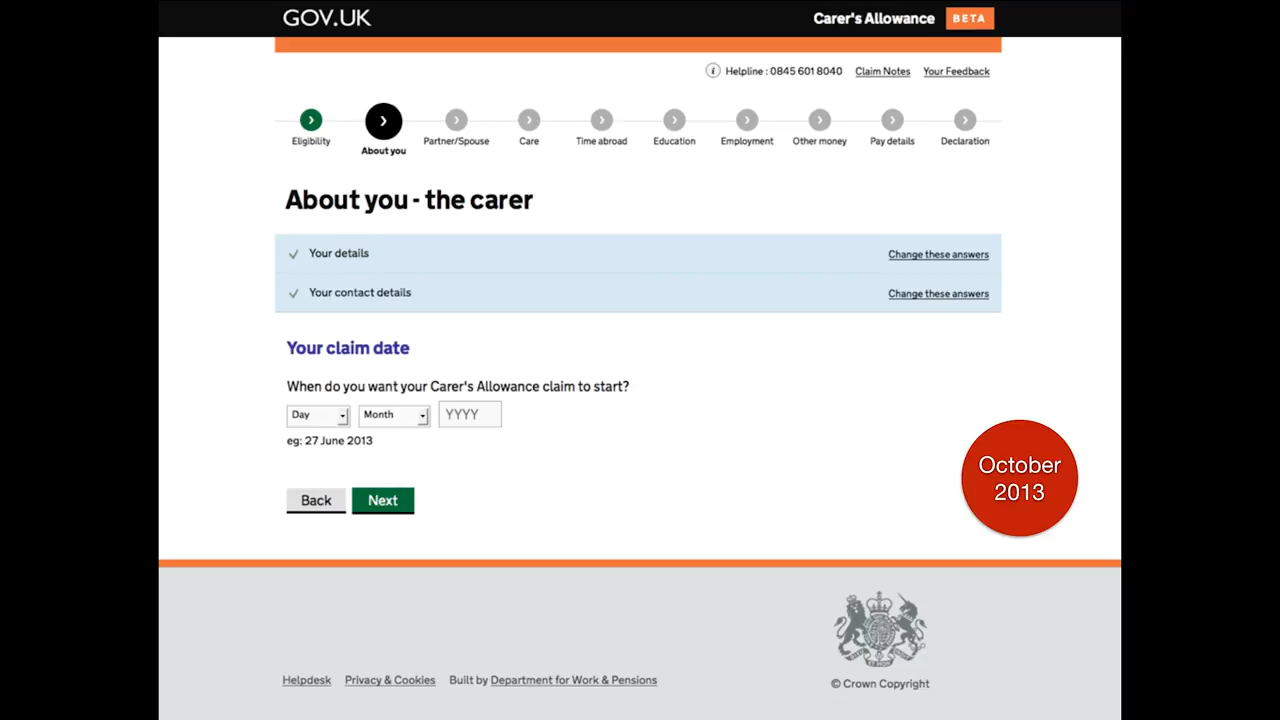 GOV.UK
Carer's Allowance BETA
Helpline : 0845 601 8040 Claim Notes Your Feedback
Eligibility About you Partner/Spouse Care Time abroad Education Employment Other money Pay details Declaration
About you - the carer
Your details Change these answers
Your contact details Change these answers
Your claim date
When do you want your Carer's Allowance claim to start?
Day Month YYYY
eg: 27 June 2013
Back Next
October
2013
Helpdesk Privacy & Cookies Built by Department for Work & Pensions
© Crown Copyright